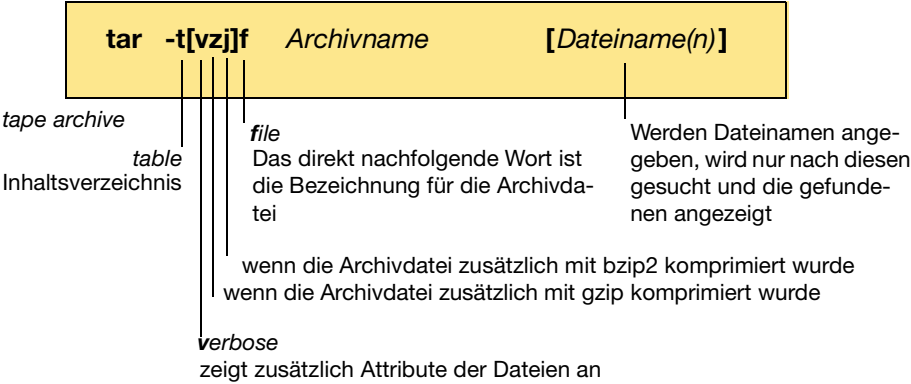 tar -t[vzj]f Archivname [Dateiname(n)]
tape archive
table
Inhaltsverzeichnis
file
Das direkt nachfolgende Wort ist
die Bezeichnung für die Archivda-
tei
Werden Dateinamen ange-
geben, wird nur nach diesen
gesucht und die gefunde-
nen angezeigt
wenn die Archivdatei zusätzlich mit bzip2 komprimiert wurde
wenn die Archivdatei zusätzlich mit gzip komprimiert wurde
verbose
zeigt zusätzlich Attribute der Dateien an